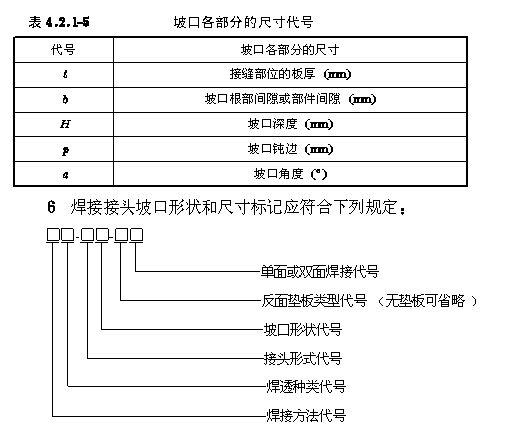 表4.2.1-5 坡口各部分的尺寸代号
代号 坡口各部分的尺寸
t 接缝部位的板厚 (mm)
b 坡口根部间隙或部件间隙 (mm)
H 坡口深度 (mm)
p 坡口钝边 (mm)
a 坡口角度 (°)
6 焊接接头坡口形状和尺寸标记应符合下列规定:
□□-□□-□□
单面或双面焊接代号
反面垫板类型代号 (无垫板可省略)
坡口形状代号
接头形式代号
焊透种类代号
焊接方法代号